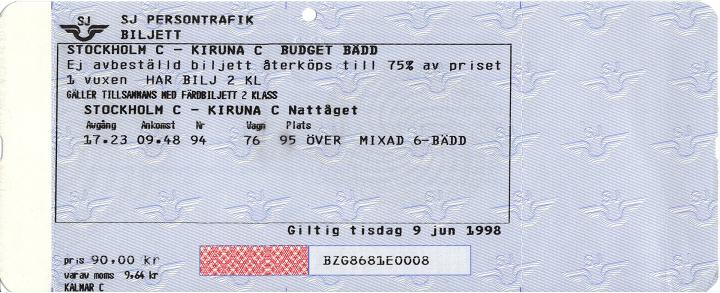 SJ SJ PERSONTRAFIK
BILJETT
STOCKHOLM C - KIRUNA C BUDGET BÄDD
Ej avbeställd biljett återköps till 75% av priset
1 vuxen HAR BILJ 2 KL
GÄLLER TILLSAMMANS MED FÄRDBILJETT 2 KLASS
STOCKHOLM C - KIRUNA C Nattåget
Avgång Ankomst Nr Vagn Plats
17.23 09.48 94 76 95 ÖVER MIXAD 6-BÄDD
Giltig tisdag 9 jun 1998
pris 90,00 kr
BZG8681E0008
varav moms 9,64 kr
KALMAR C